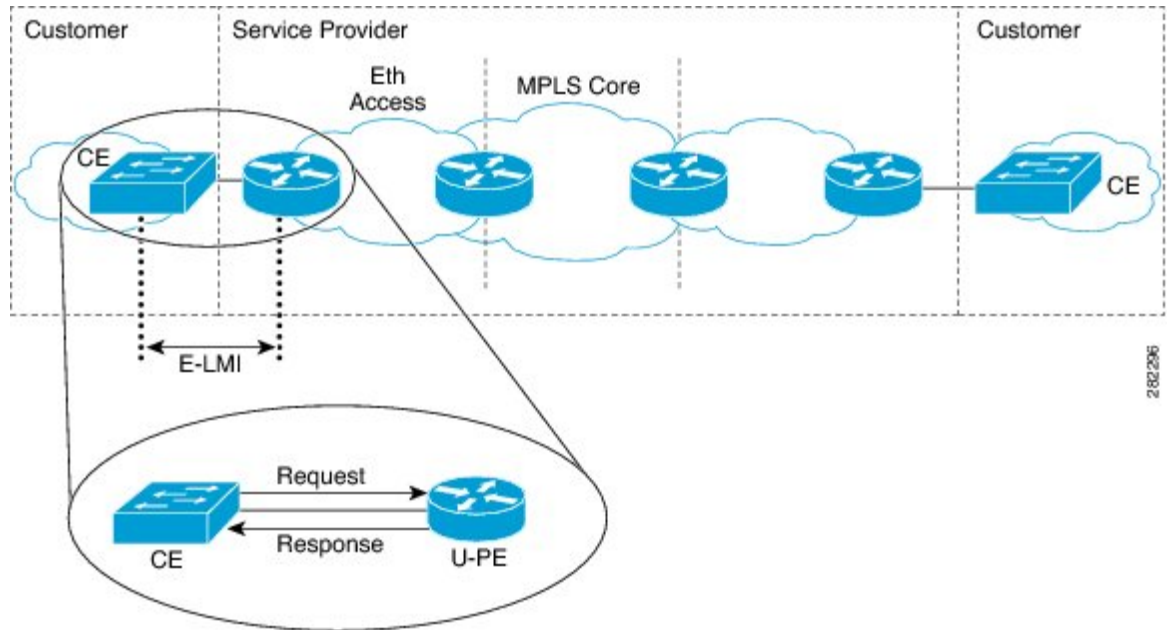 Customer
Service Provider
Customer
Eth
Access
MPLS Core
CE
CE
E-LMI
282296
Request
Response
CE
U-PE